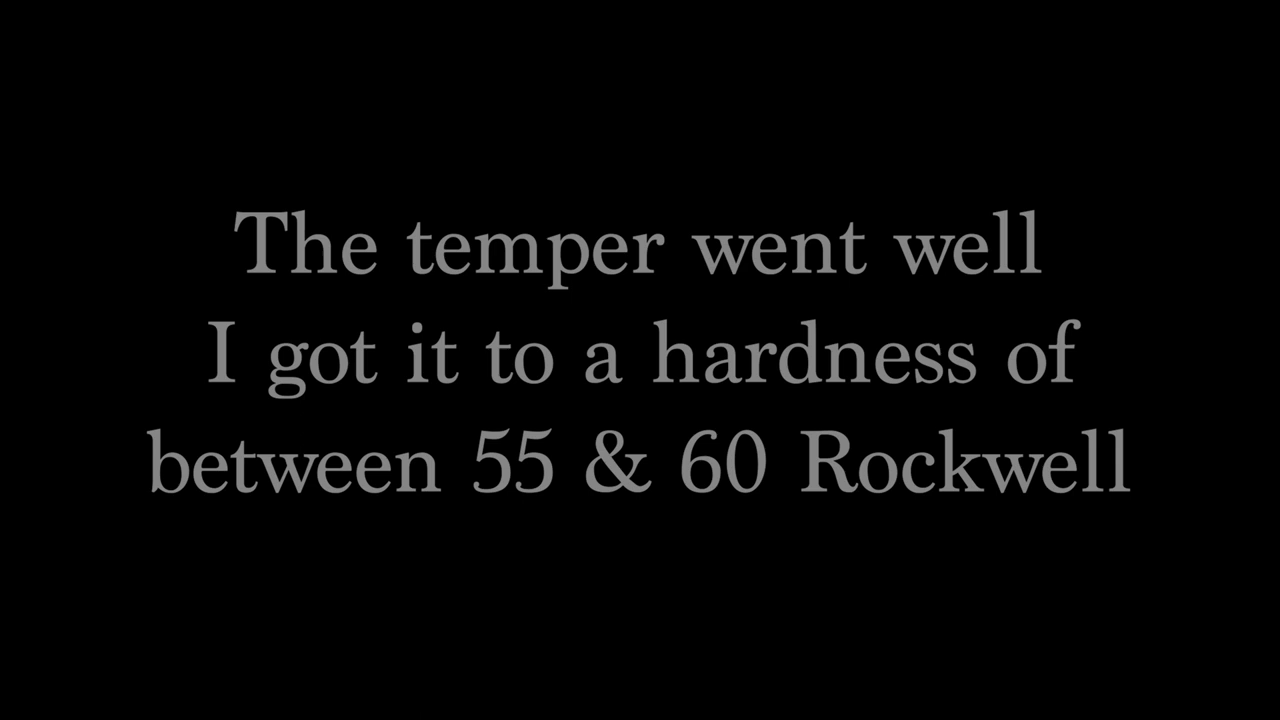 The temper went well
I got it to a hardness of
between 55 & 60 Rockwell